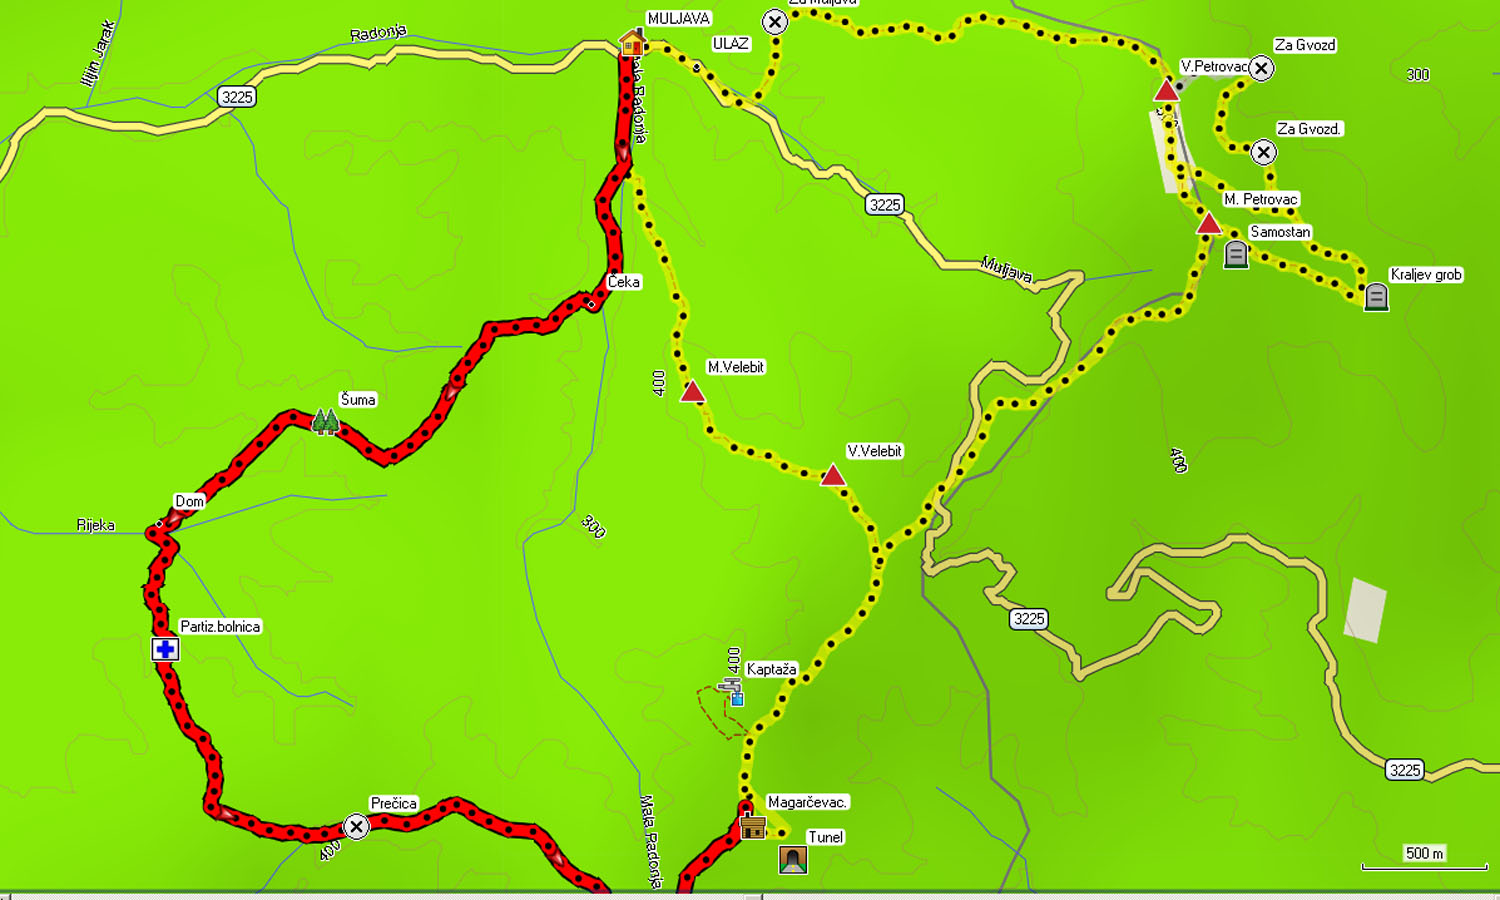 Za Muljava
MULJAVA
Ilijin Jarak
Radonja
ULAZ
Za Gvozd
V.Petrovac
300
3225
Mala Radonja
Za Gvozd.
3225
M. Petrovac
Samostan
Muljava
Kraljev grob
Čeka
M.Velebit
400
Šuma
V.Velebit
400
Dom
Rijeka
300
3225
Partiz.bolnica
400
Kaptaža
3225
Prečica
Magarčevac.
Mala Radonja
Tunel
400
500 m